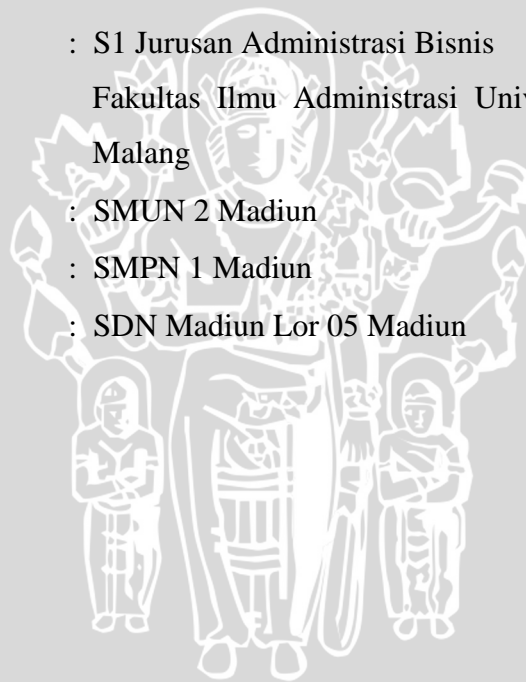 : S1 Jurusan Administrasi Bisnis
Fakultas Ilmu Administrasi
Malang
: SMUN 2 Madiun
: SMPN 1 Madiun
: SDN Madiun Lor 05 Madiun